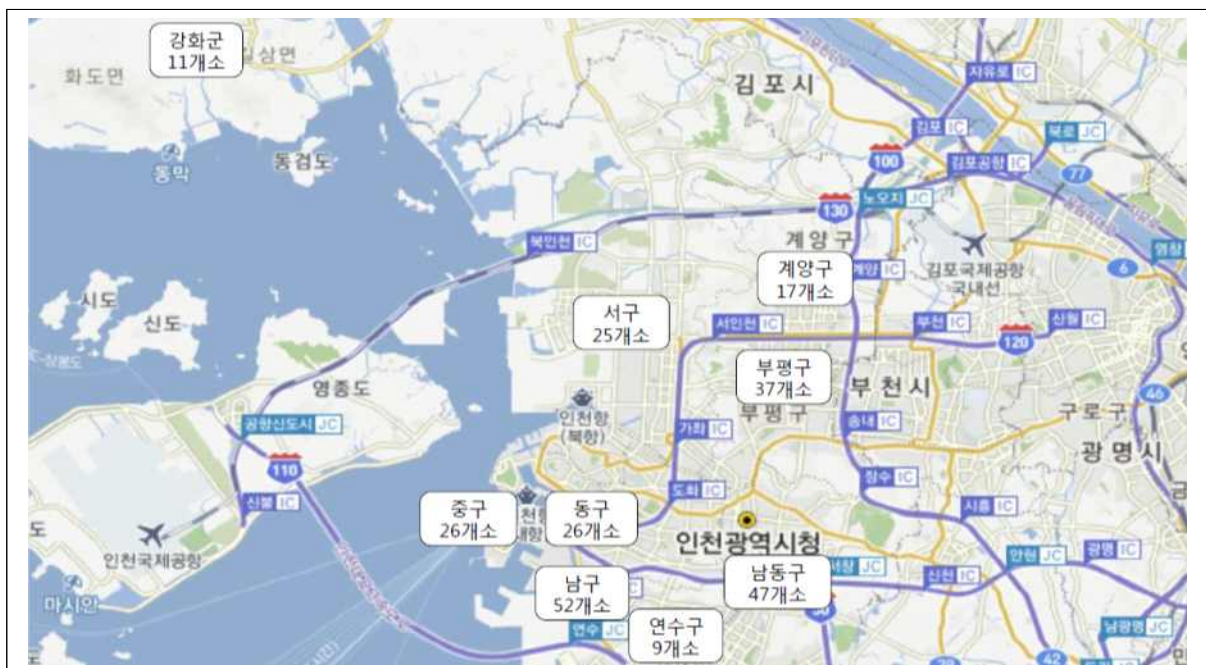 강화군
11개소
길상면
화도면
김포시
자유로 IC
김포 IC
북로 JC
동검도
동막
100
김포공항 IC
77
130
노오지 JC
북인천 IC
계양구
계양구
17개소
계양 IC
김포국제공항
국내선
6
시도
신도
서구
25개소
서인천 IC
부천 IC
신월 IC
120
영종도
부평구
37개소
부천시
46
인천항
(북항)
부평구
구로구
공항신도시 JC
가좌 IC
송내 IC
광명시
110
신불 IC
도화 IC
장수 IC
중구
26개소
동구
26개소
시흥 IC
인천국제공항
인천광역시청
안현 JC
광명 IC
마시안
남구
52개소
남동구
47개소
서창 JC
신천 IC
연수 JC
연수구
9개소
남광명 JC
42